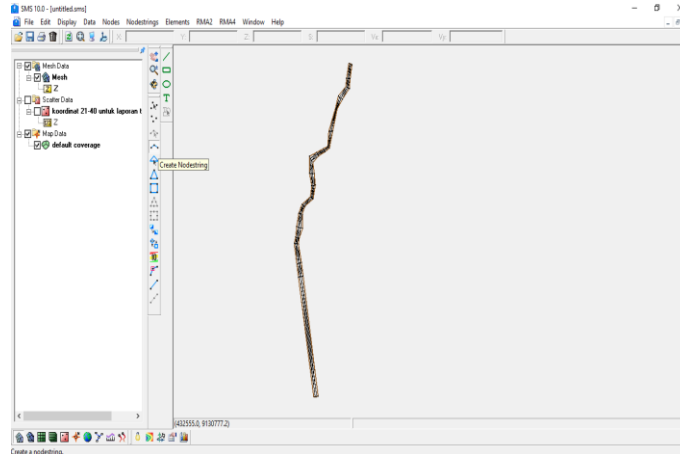 SMS 10.0 - [untitled.sms]
File Edit Display Data Nodes Nodestrings Elements RMA2 RMA4 Window Help
X: Y: Z: S: Vx Vy
Mesh Data
Mesh
Z
Scatter Data
koordinat 21-40 untuk laporan t
Z
Map Data
default coverage
T
Create Nodestring
(432555.0, 9130777.2)
Create a nodestring.